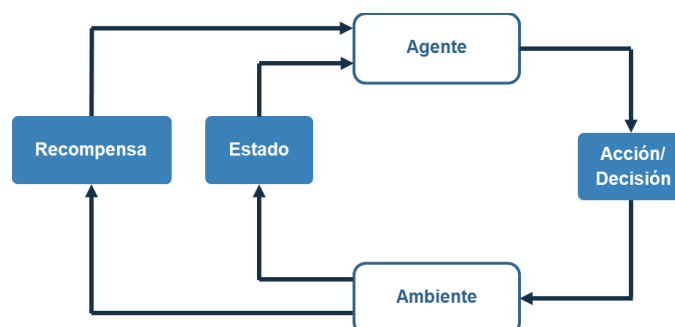 Agente
Recompensa
Estado
Acción/
Decisión
Ambiente